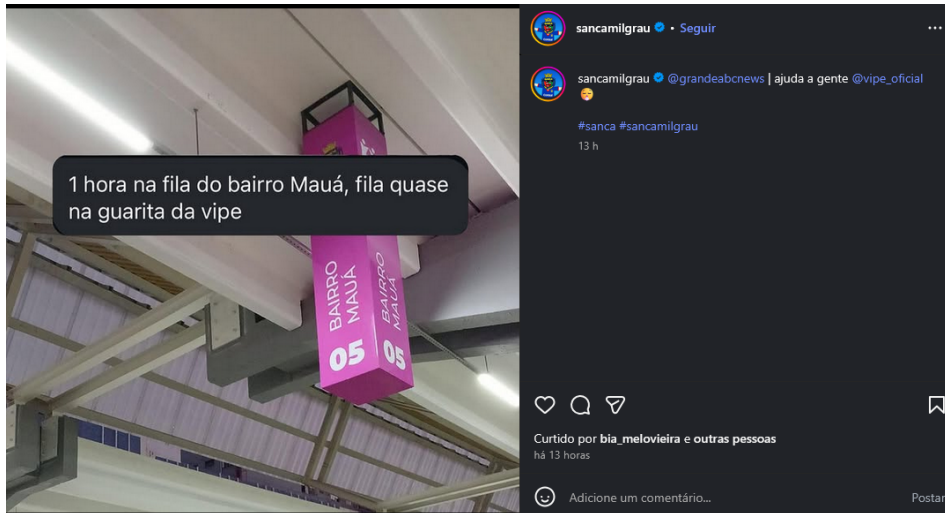 1 hora na fila do bairro Mauá, fila quase
na guarita da vipe
BAIRRO
MAUÁ
05
BAIRRO
MAUÁ
05
sancamilgrau • Seguir
sancamilgrau @grandeabcnews | ajuda a gente @vipe_oficial
#sanca #sancamilgrau
13 h
Curtido por bia_melovieira e outras pessoas
há 13 horas
Adicione um comentário...
Postar